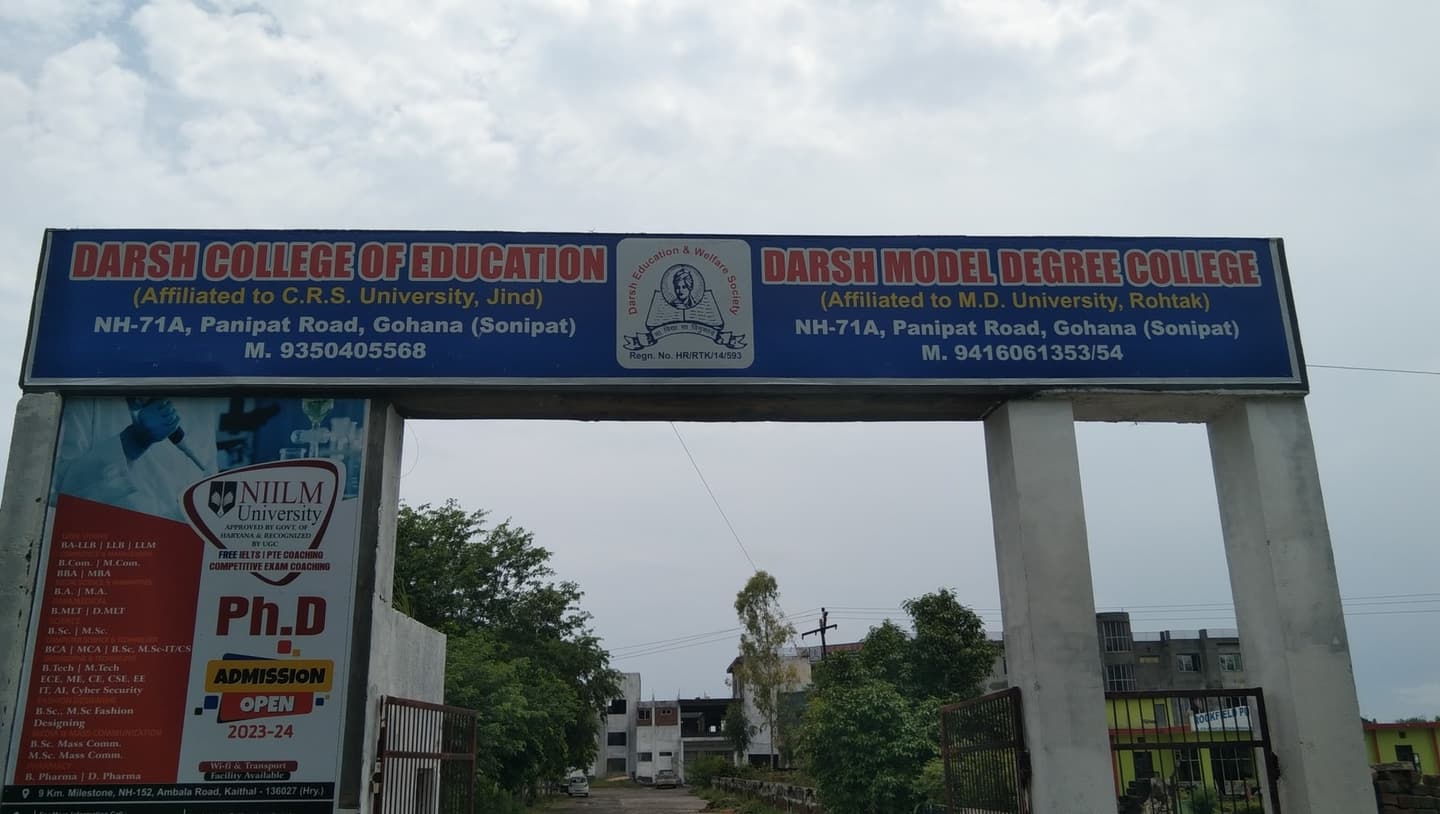 DARSH COLLEGE OF EDUCATION
(Affiliated to C.R.S. University, Jind)
NH-71A, Panipat Road, Gohana (Sonipat)
M. 9350405568
Darsh Education & Welfare Society
सा विद्या या विमुक्तये
Regn. No. HR/RTK/14/593
DARSH MODEL DEGREE COLLEGE
(Affiliated to M.D. University, Rohtak)
NH-71A, Panipat Road, Gohana (Sonipat)
M. 9416061353/54
NIILM
University
APPROVED BY GOVT. OF
HARYANA & RECOGNIZED
BY UGC
FREE IELTS | PTE COACHING
COMPETITIVE EXAM COACHING
Ph.D
ADMISSION
OPEN
2023-24
Wi-fi & Transport
Facility Available
BA-LLB | LLB | LLM
B.Com. | M.Com.
BBA | MBA
B.A. | M.A.
B.MLT | D.MLT
SCIENCE
B.Sc. | M.Sc.
BCA | MCA | B.Sc, M.Sc-IT/CS
B.Tech | M.Tech
ECE, ME, CE, CSE, EE
IT, AI, Cyber Security
B.Sc., M.Sc Fashion
Designing
MEDIA & MASS COMMUNICATION
B.Sc. Mass Comm.
M.Sc. Mass Comm.
PHARMACY
B. Pharma | D. Pharma
9 Km. Milestone, NH-152, Ambala Road, Kaithal - 136027 (Hry.)